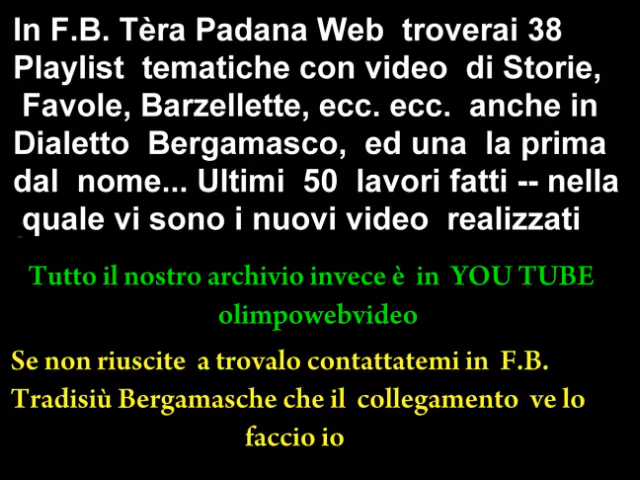 In F.B. Tèra Padana Web troverai 38
Playlist tematiche con video di Storie,
Favole, Barzellette, ecc. ecc. anche in
Dialetto Bergamasco, ed una la prima
dal nome... Ultimi 50 lavori fatti -- nella
quale vi sono i nuovi video realizzati
Tutto il nostro archivio invece è in YOU TUBE
olimpowebvideo
Se non riuscite a trovalo contattatemi in F.B.
Tradisiù Bergamasche che il collegamento ve lo
faccio io